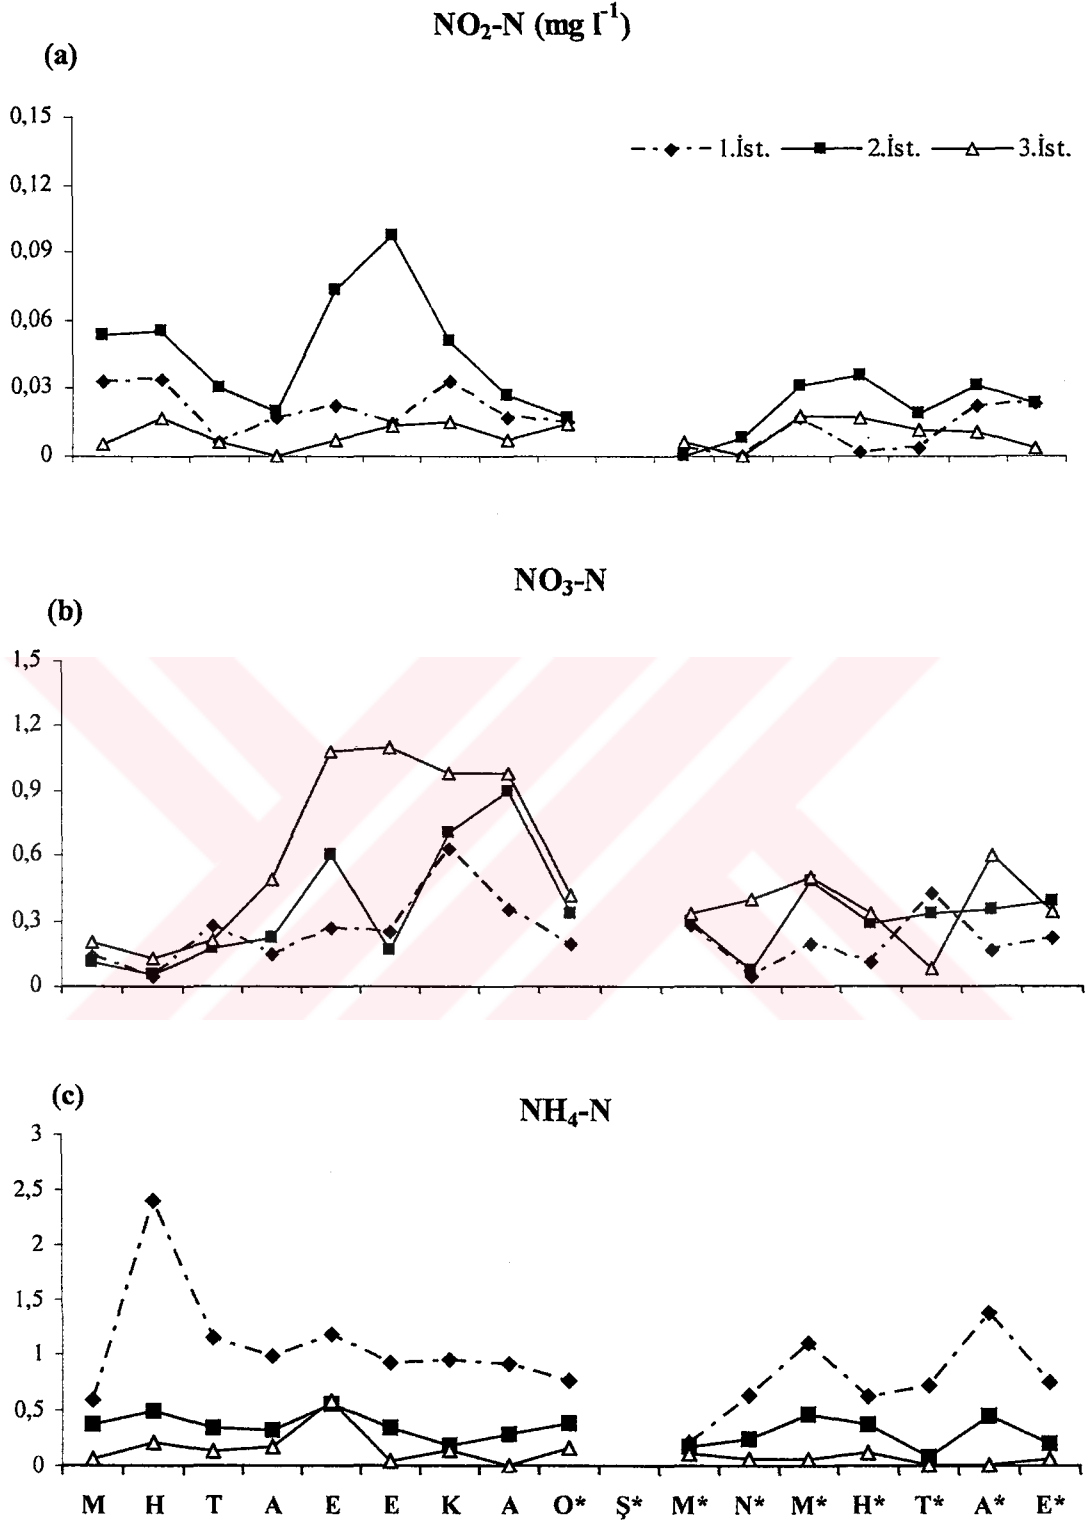 NO₂-N (mg l⁻¹)
(a)
0,15
1.İst. 2.İst. 3.İst.
0,12
0,09
0,06
0,03
0
NO₃-N
(b)
1,5
1,2
0,9
0,6
0,3
0
(c)
NH₄-N
3
2,5
2
1,5
1
0,5
0
M H T A E E K A O* Ş* M* N* M* H* T* A* E*